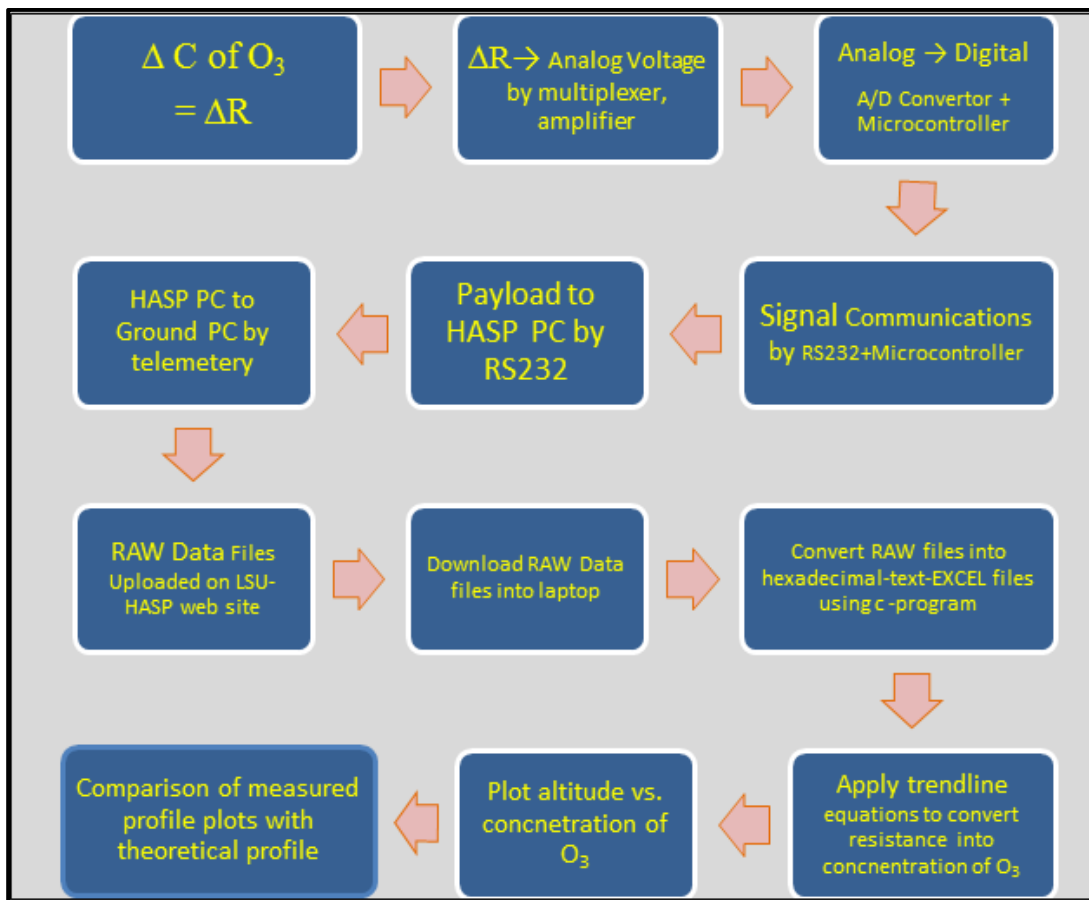 Δ C of O₃
= ΔR
ΔR→ Analog Voltage
by multiplexer,
amplifier
Analog → Digital
A/D Convertor +
Microcontroller
Signal Communications
by RS232+Microcontroller
Payload to
HASP PC by
RS232
HASP PC to
Ground PC by
telemetery
RAW Data Files
Uploaded on LSU-
HASP web site
Download RAW Data
files into laptop
Convert RAW files into
hexadecimal-text-EXCEL files
using c-program
Apply trendline
equations to convert
resistance into
concnentration of O₃
Plot altitude vs.
concnetration of
O₃
Comparison of measured
profile plots with
theoretical profile